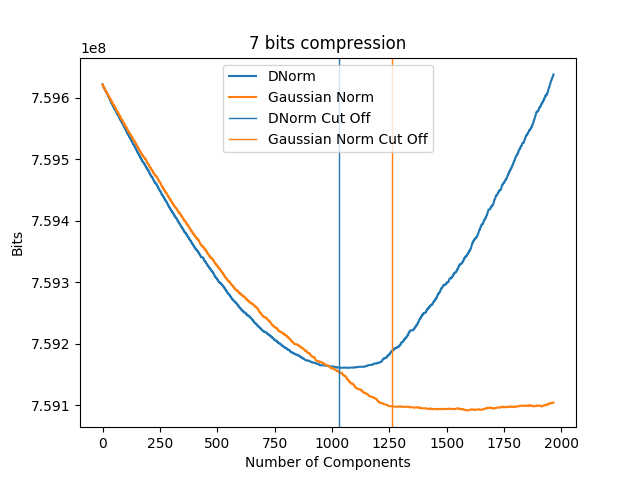 7 bits compression
1e8
DNorm
Gaussian Norm
DNorm Cut Off
Gaussian Norm Cut Off
7.596
7.595
7.594
7.593
7.592
7.591
Bits
0 250 500 750 1000 1250 1500 1750 2000
Number of Components